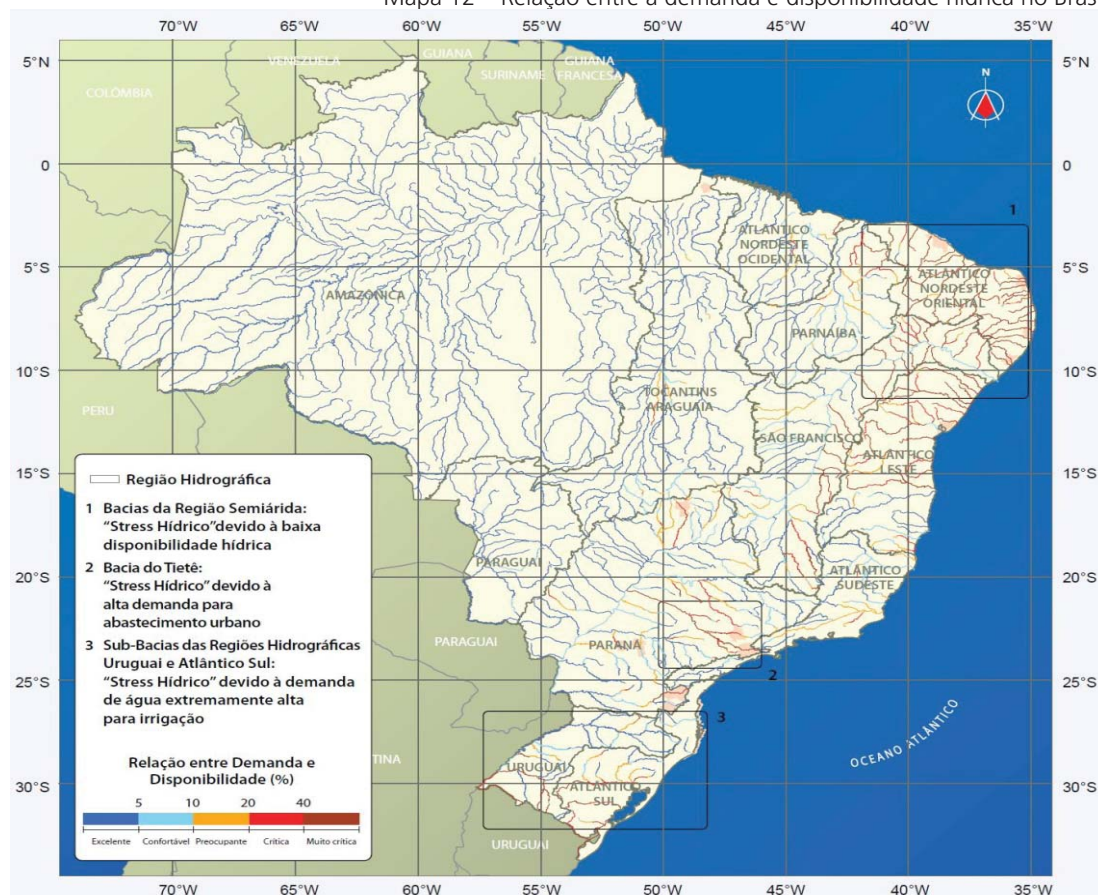 Mapa 12 – Relação entre a demanda e disponibilidade hídrica no Bras
70°W 65°W 60°W 55°W 50°W 45°W 40°W 35°W
5°N 5°N
0 0
5°S 5°S
10°S 10°S
15°S 15°S
20°S 20°S
25°S 25°S
30°S 30°S
70°W 65°W 60°W 55°W 50°W 45°W 40°W 35°W
N
COLÔMBIA
VENEZUELA
GUIANA
SURINAME
GUIANA
FRANCESA
PERU
PARAGUAI
TINA
URUGUAI
OCEANO ATLÂNTICO
AMAZÔNICA
ATLÂNTICO
NORDESTE
OCIDENTAL
ATLÂNTICO
NORDESTE
ORIENTAL
PARNAÍBA
TOCANTINS
ARAGUAIA
SÃO FRANCISCO
ATLÂNTICO
LESTE
PARAGUAI
ATLÂNTICO
SUDESTE
PARANÁ
URUGUAI
ATLÂNTICO
SUL
1
2
3
Região Hidrográfica
1 Bacias da Região Semiárida:
“Stress Hídrico”devido à baixa
disponibilidade hídrica
2 Bacia do Tietê:
“Stress Hídrico” devido à
alta demanda para
abastecimento urbano
3 Sub-Bacias das Regiões Hidrográficas
Uruguai e Atlântico Sul:
“Stress Hídrico” devido à demanda
de água extremamente alta
para irrigação
Relação entre Demanda e
Disponibilidade (%)
5 10 20 40
Excelente Confortável Preocupante Crítica Muito crítica